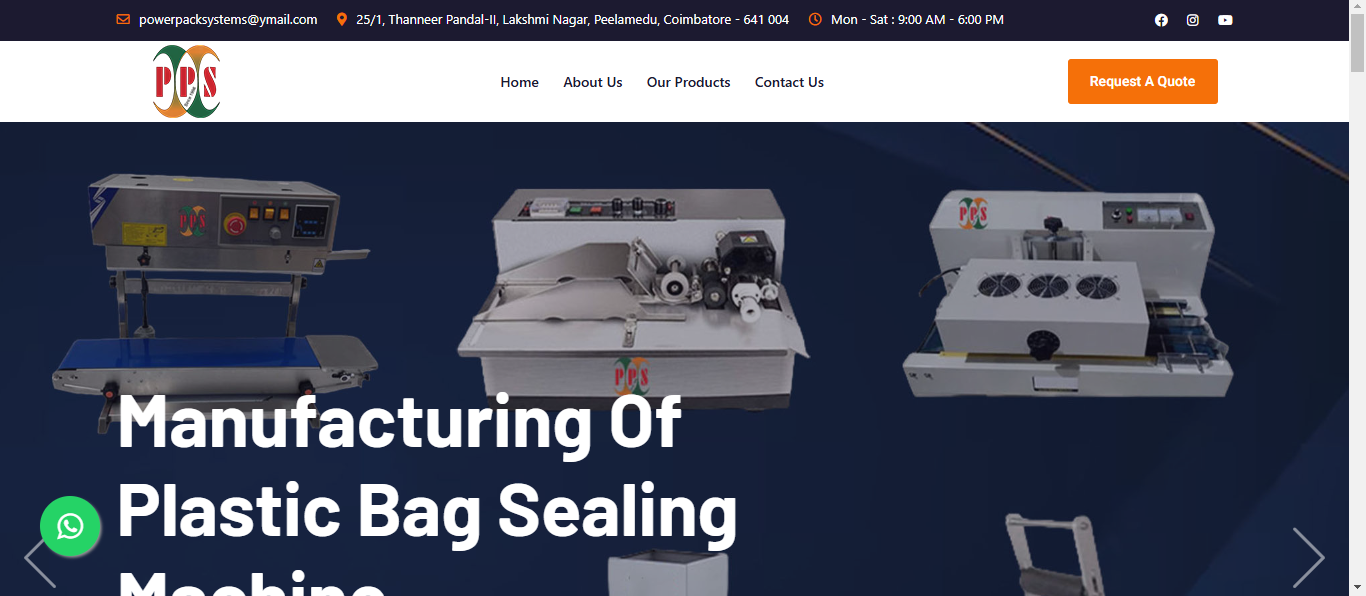 powerpacksystems@ymail.com 25/1, Thanneer Pandal-II, Lakshmi Nagar, Peelamedu, Coimbatore - 641 004 Mon - Sat : 9:00 AM - 6:00 PM
PPS
Home About Us Our Products Contact Us
Request A Quote
PPS
PPS
PPS
Manufacturing Of
Plastic Bag Sealing
Machine